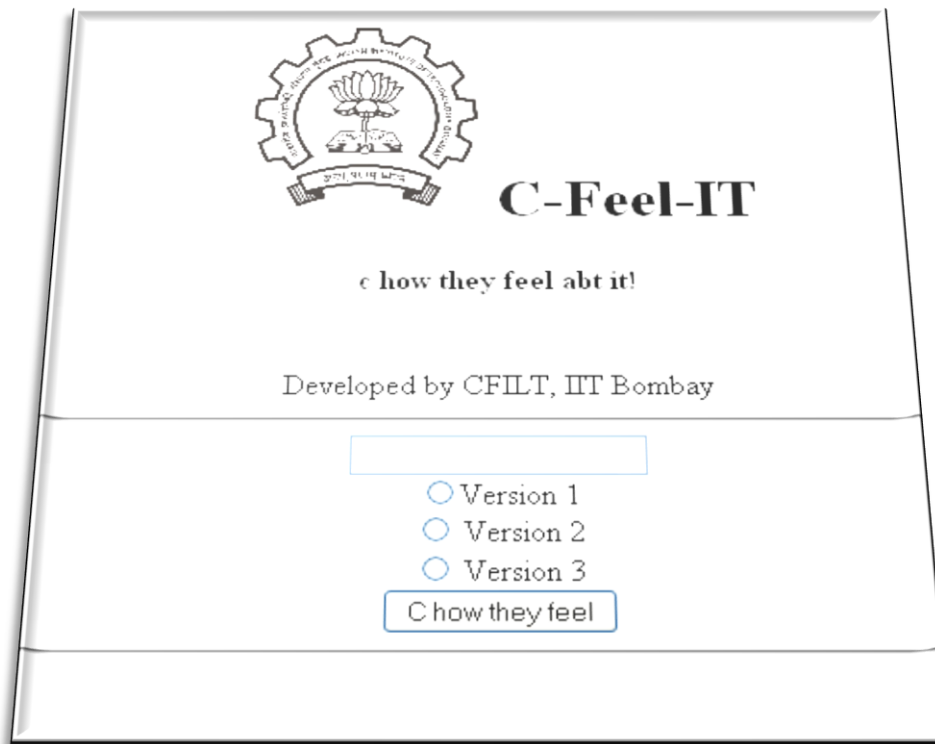 C-Feel-IT
c how they feel abt it!
Developed by CFILT, IIT Bombay
Version 1
Version 2
Version 3
C how they feel